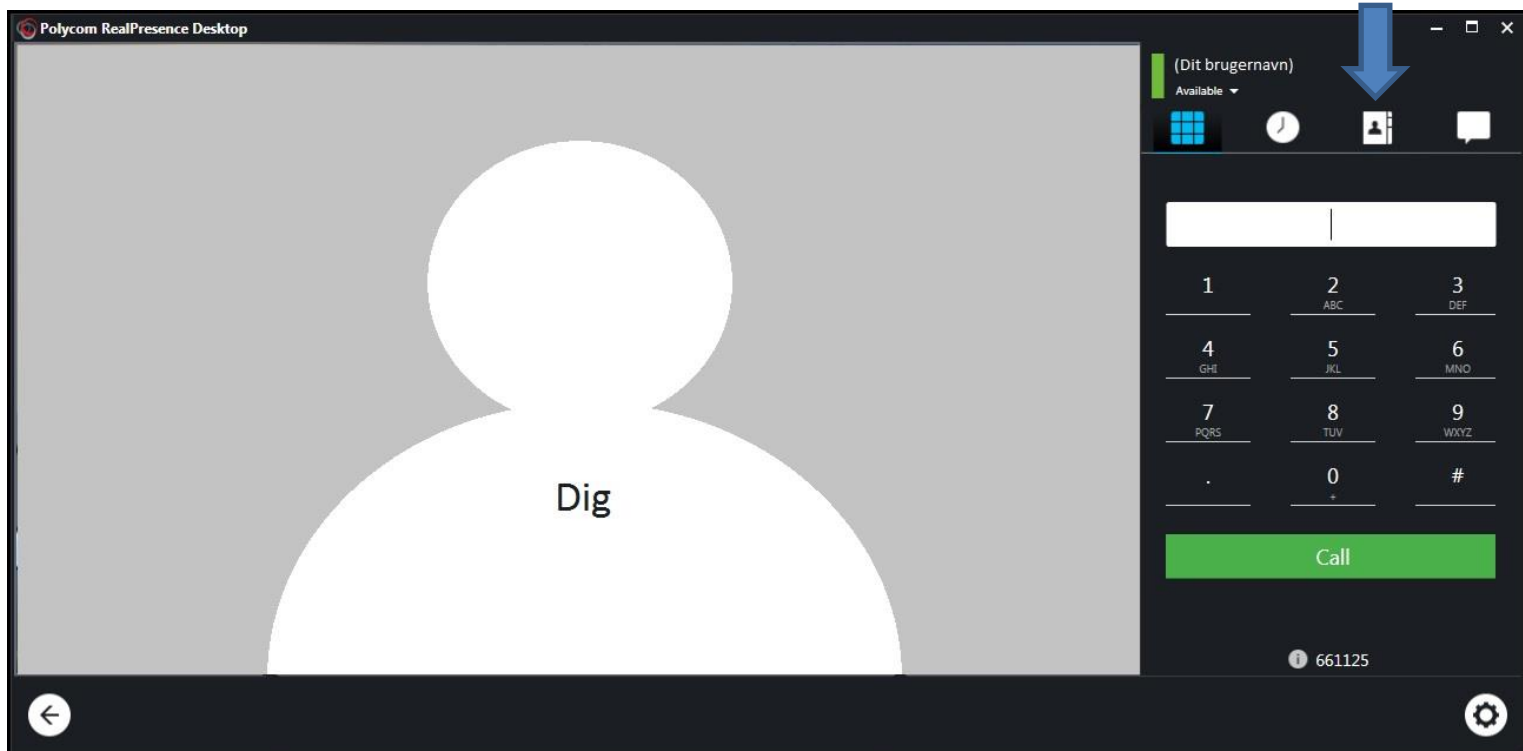 Polycom RealPresence Desktop
(Dit brugernavn)
Available
1 2 3
ABC DEF
4 5 6
GHI JKL MNO
7 8 9
PQRS TUV WXYZ
. 0 #
+
Call
661125
Dig